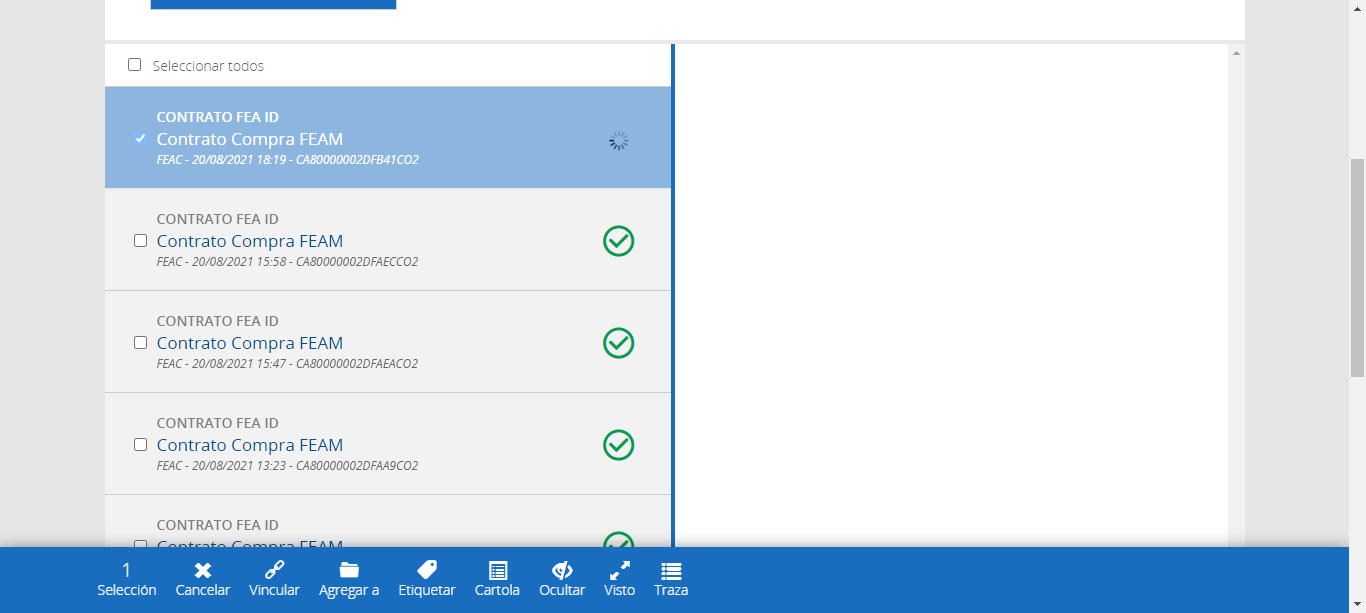 Seleccionar todos
CONTRATO FEA ID
Contrato Compra FEAM
FEAC - 20/08/2021 18:19 - CA80000002DFB41CO2
CONTRATO FEA ID
Contrato Compra FEAM
FEAC - 20/08/2021 15:58 - CA80000002DFAECCO2
CONTRATO FEA ID
Contrato Compra FEAM
FEAC - 20/08/2021 15:47 - CA80000002DFAEACO2
CONTRATO FEA ID
Contrato Compra FEAM
FEAC - 20/08/2021 13:23 - CA80000002DFAA9CO2
CONTRATO FEA ID
Contrato Compra FEAM
1
Selección Cancelar Vincular Agregar a Etiquetar Cartola Ocultar Visto Traza